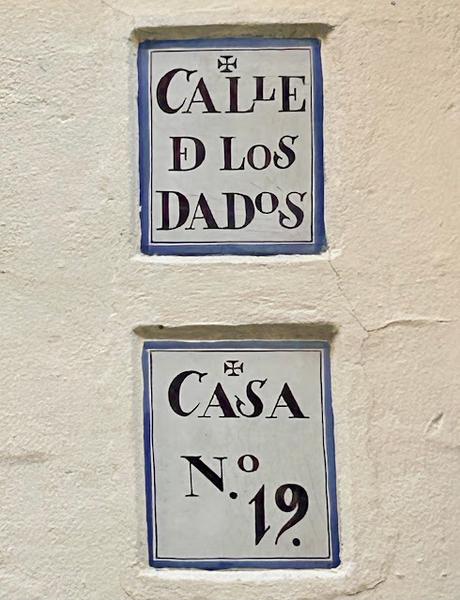 ✠
CALLE
Đ LOS
DADOS
✠
CASA
N.º
19.